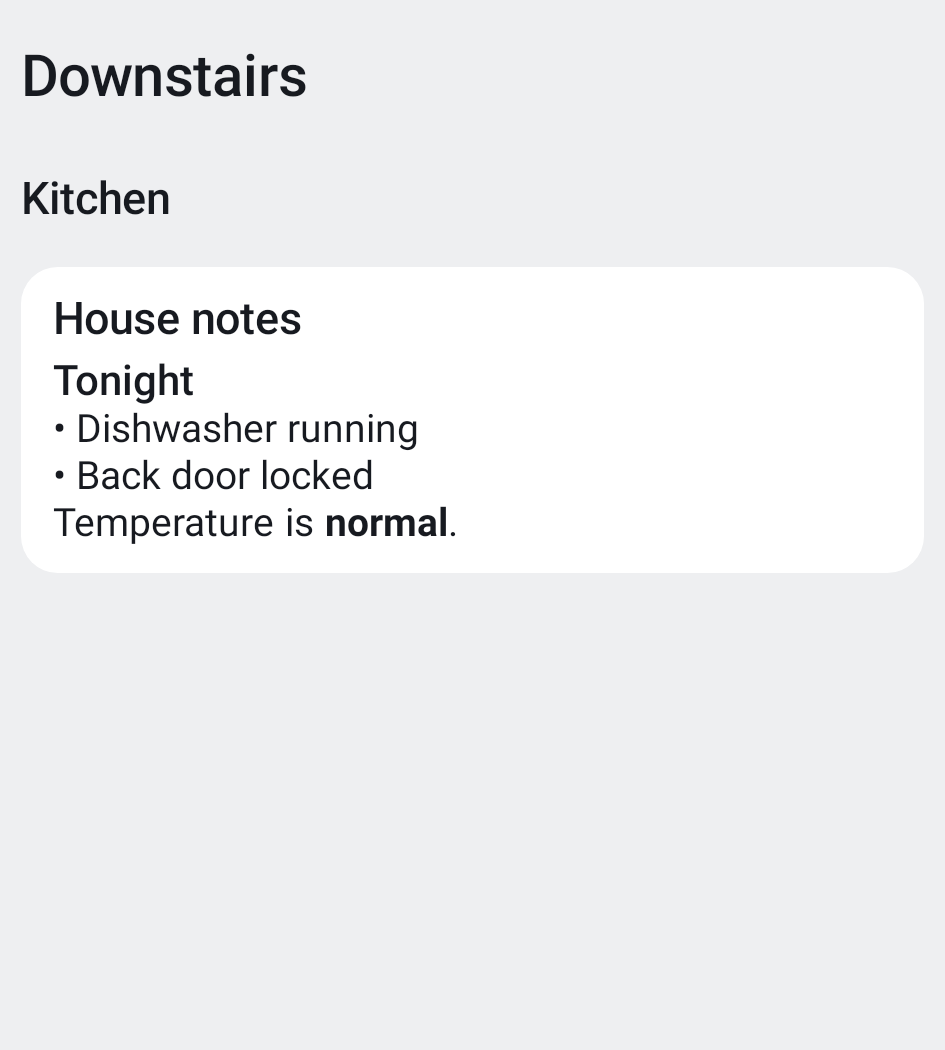 Downstairs
Kitchen
House notes
Tonight
• Dishwasher running
• Back door locked
Temperature is normal.